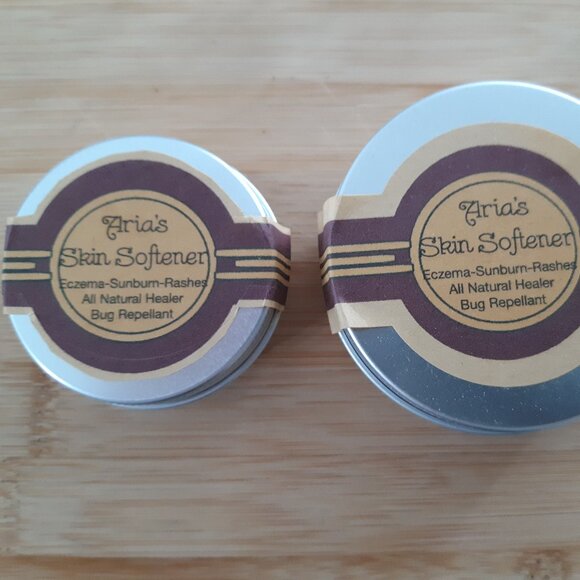 Aria's
Skin Softener
Eczema-Sunburn-Rashes
All Natural Healer
Bug Repellant
Aria's
Skin Softener
Eczema-Sunburn-Rashes
All Natural Healer
Bug Repellant